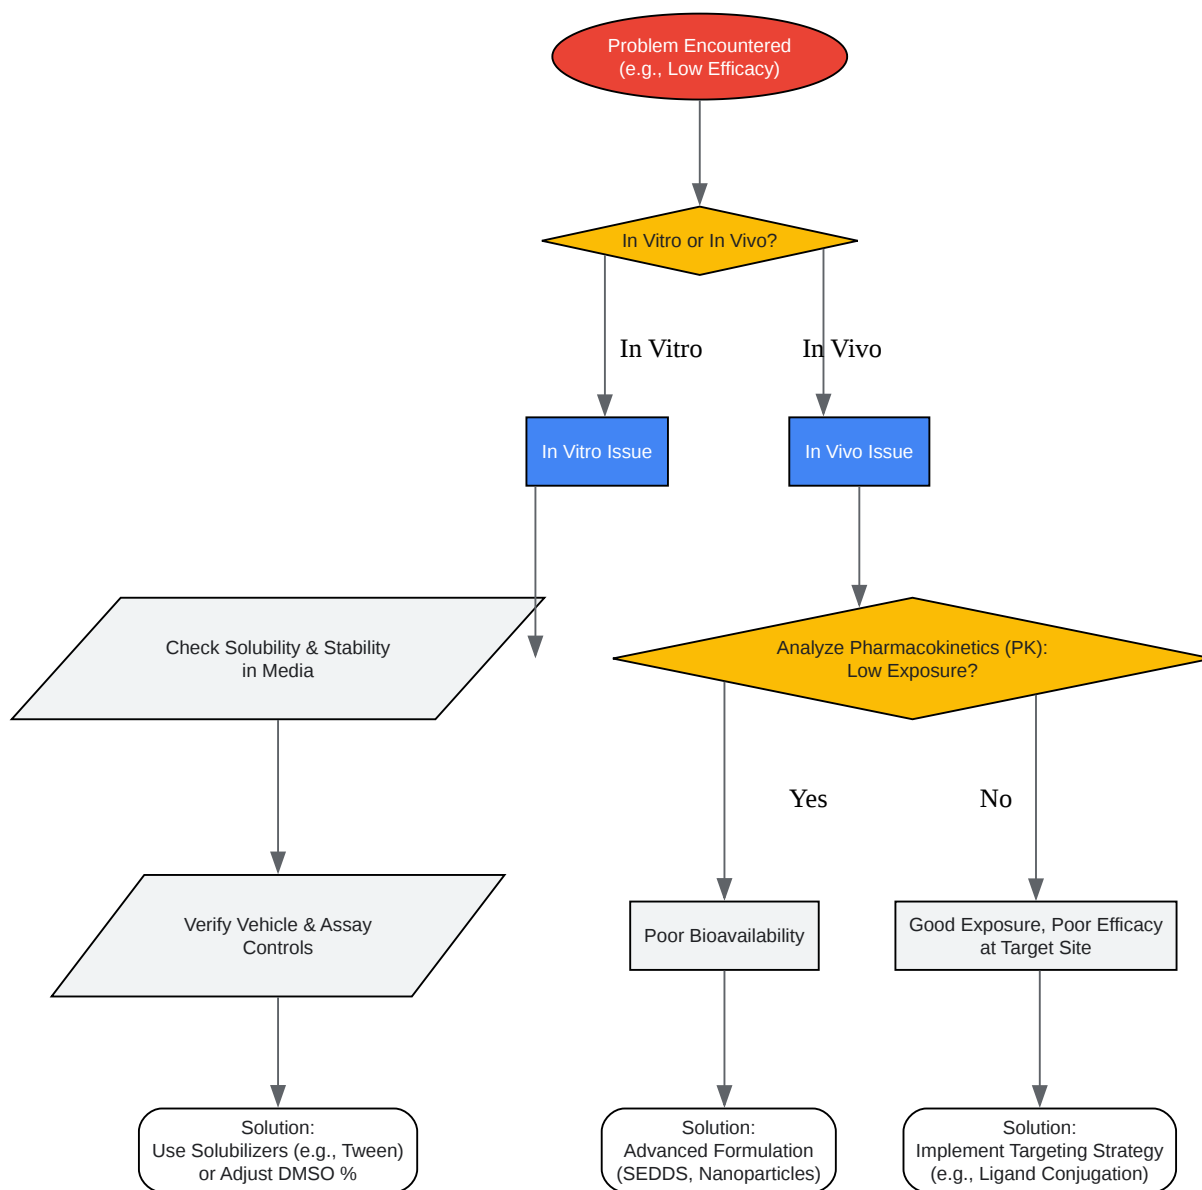 Problem Encountered
(e.g., Low Efficacy)
In Vitro or In Vivo?
In Vitro
In Vivo
In Vitro Issue
In Vivo Issue
Check Solubility & Stability
in Media
Analyze Pharmacokinetics (PK):
Low Exposure?
Yes
No
Verify Vehicle & Assay
Controls
Poor Bioavailability
Good Exposure, Poor Efficacy
at Target Site
Solution:
Use Solubilizers (e.g., Tween)
or Adjust DMSO %
Solution:
Advanced Formulation
(SEDDS, Nanoparticles)
Solution:
Implement Targeting Strategy
(e.g., Ligand Conjugation)